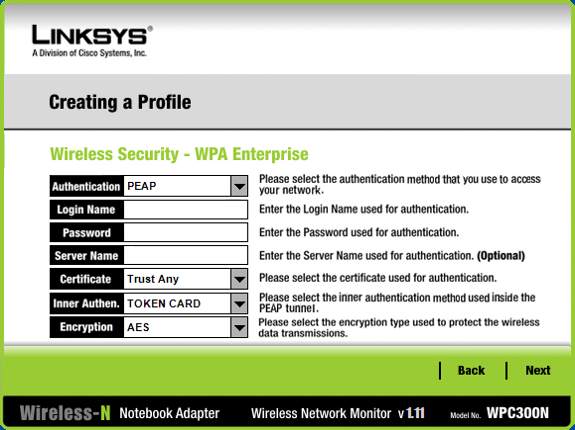 LINKSYS®
A Division of Cisco Systems, Inc.
Creating a Profile
Wireless Security - WPA Enterprise
Authentication PEAP Please select the authentication method that you use to access
your network.
Login Name Enter the Login Name used for authentication.
Password Enter the Password used for authentication.
Server Name Enter the Server Name used for authentication. (Optional)
Certificate Trust Any Please select the certificate used for authentication.
Inner Authen. TOKEN CARD Please select the inner authentication method used inside the
PEAP tunnel.
Encryption AES Please select the encryption type used to protect the wireless
data transmissions.
Back Next
Wireless-N Notebook Adapter Wireless Network Monitor v 1.11 Model No. WPC300N